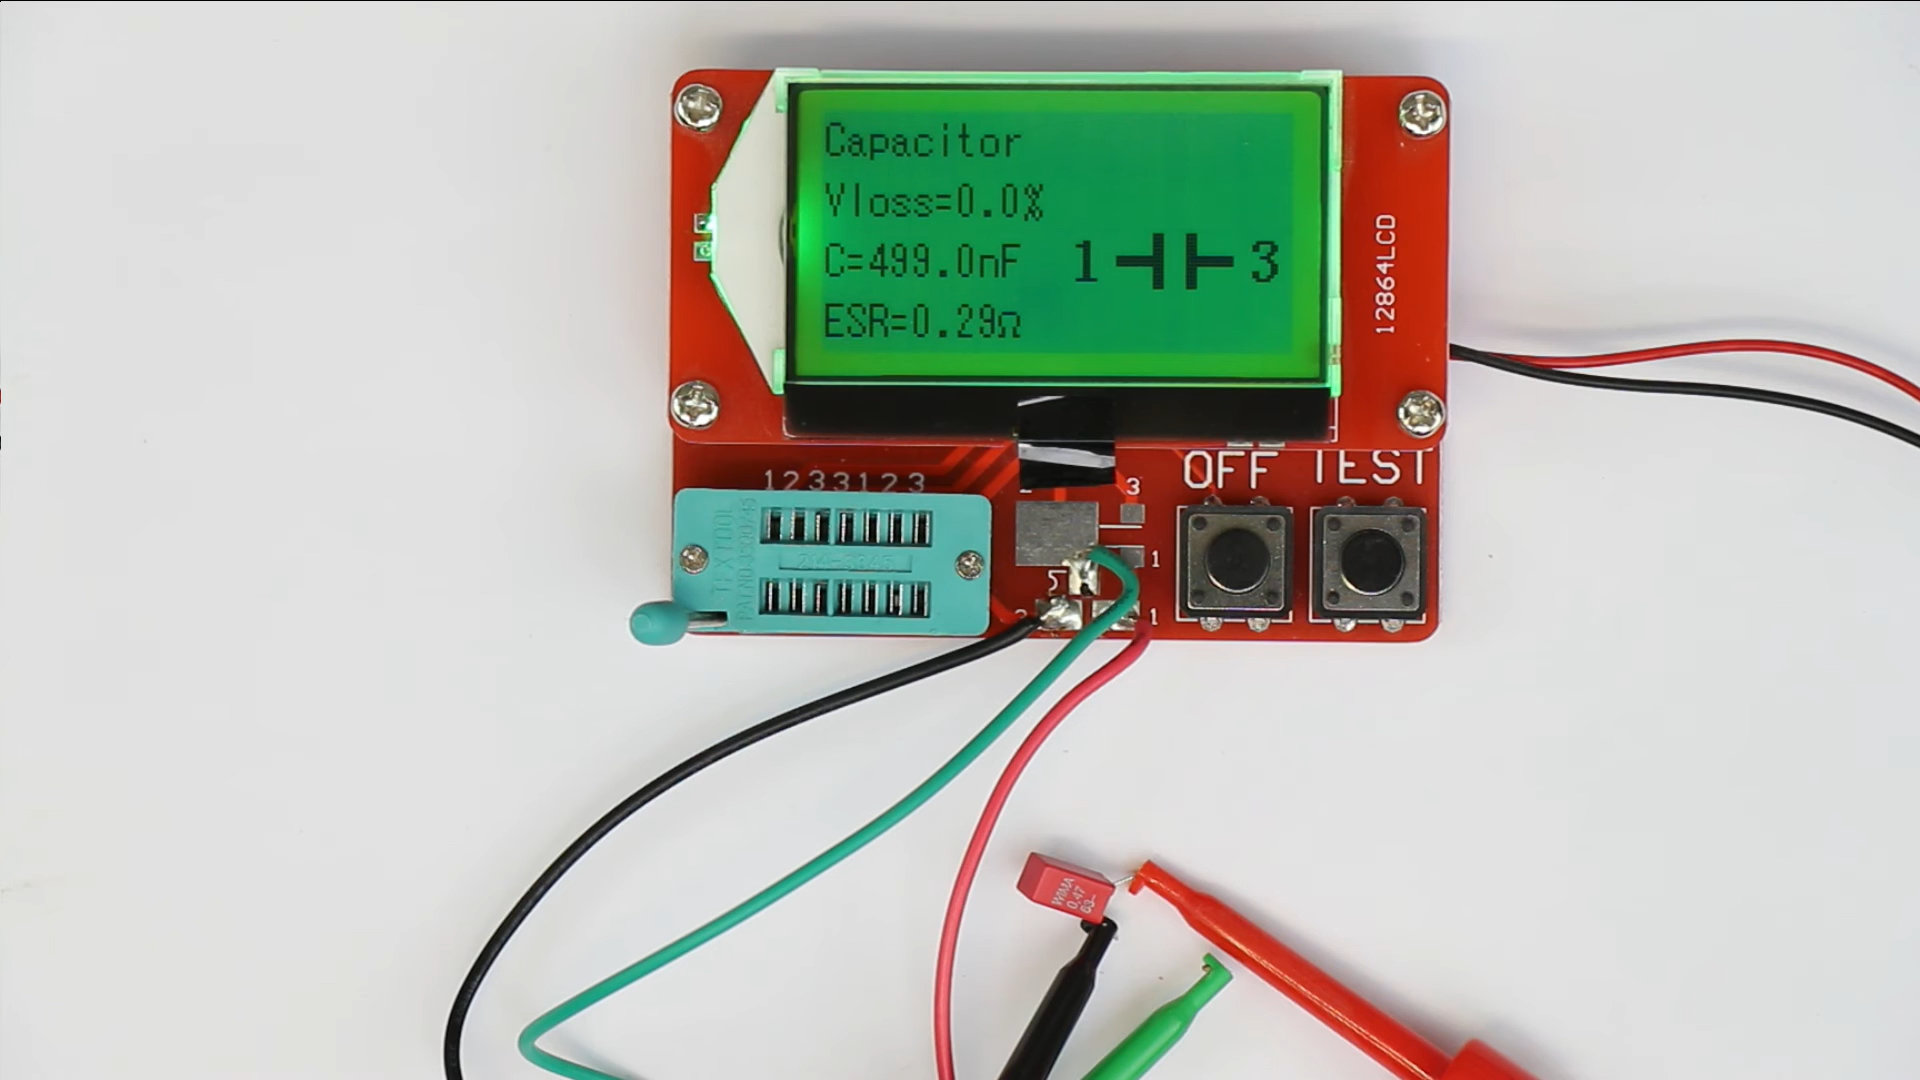 Capacitor
Vloss=0.0%
C=499.0nF
1 3
ESR=0.29Ω
12864LCD
OFF TEST
1233123
3
1
1
WIMA
0,47
63~